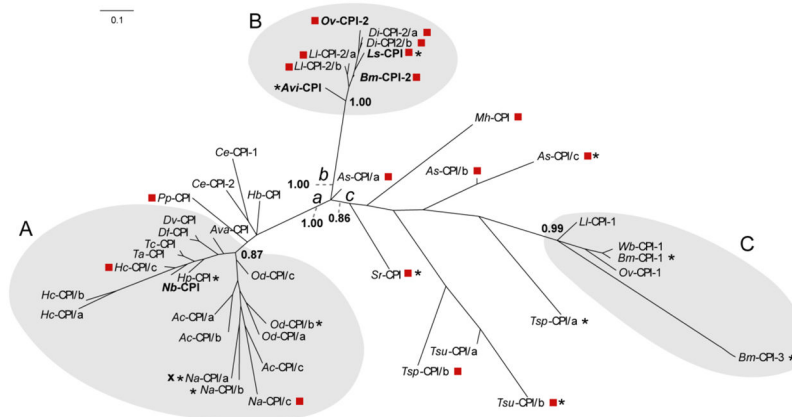 0.1
B
Ov-CPI-2
Di-CPI-2/a
Di-CPI2/b
Ls-CPI *
Ll-CPI-2/a
Ll-CPI-2/b
Bm-CPI-2
*Avi-CPI
1.00
Mh-CPI
As-CPI/c *
As-CPI/b
As-CPI/a
Ce-CPI-1
Ce-CPI-2
Hb-CPI
Pp-CPI
b
1.00
a
c
1.00
0.86
A
Dv-CPI
Df-CPI
Ava-CPI
Tc-CPI
Ta-CPI
Hc-CPI/c
Hp-CPI *
Nb-CPI
0.87
Od-CPI/c
Hc-CPI/b
Hc-CPI/a
Ac-CPI/a
Ac-CPI/b
Od-CPI/b*
Od-CPI/a
Ac-CPI/c
x *Na-CPI/a
* Na-CPI/b
Na-CPI/c
Sr-CPI *
Tsp-CPI/a *
Tsu-CPI/a
Tsp-CPI/b
Tsu-CPI/b *
C
0.99
Ll-CPI-1
Wb-CPI-1
Bm-CPI-1 *
Ov-CPI-1
Bm-CPI-3 *